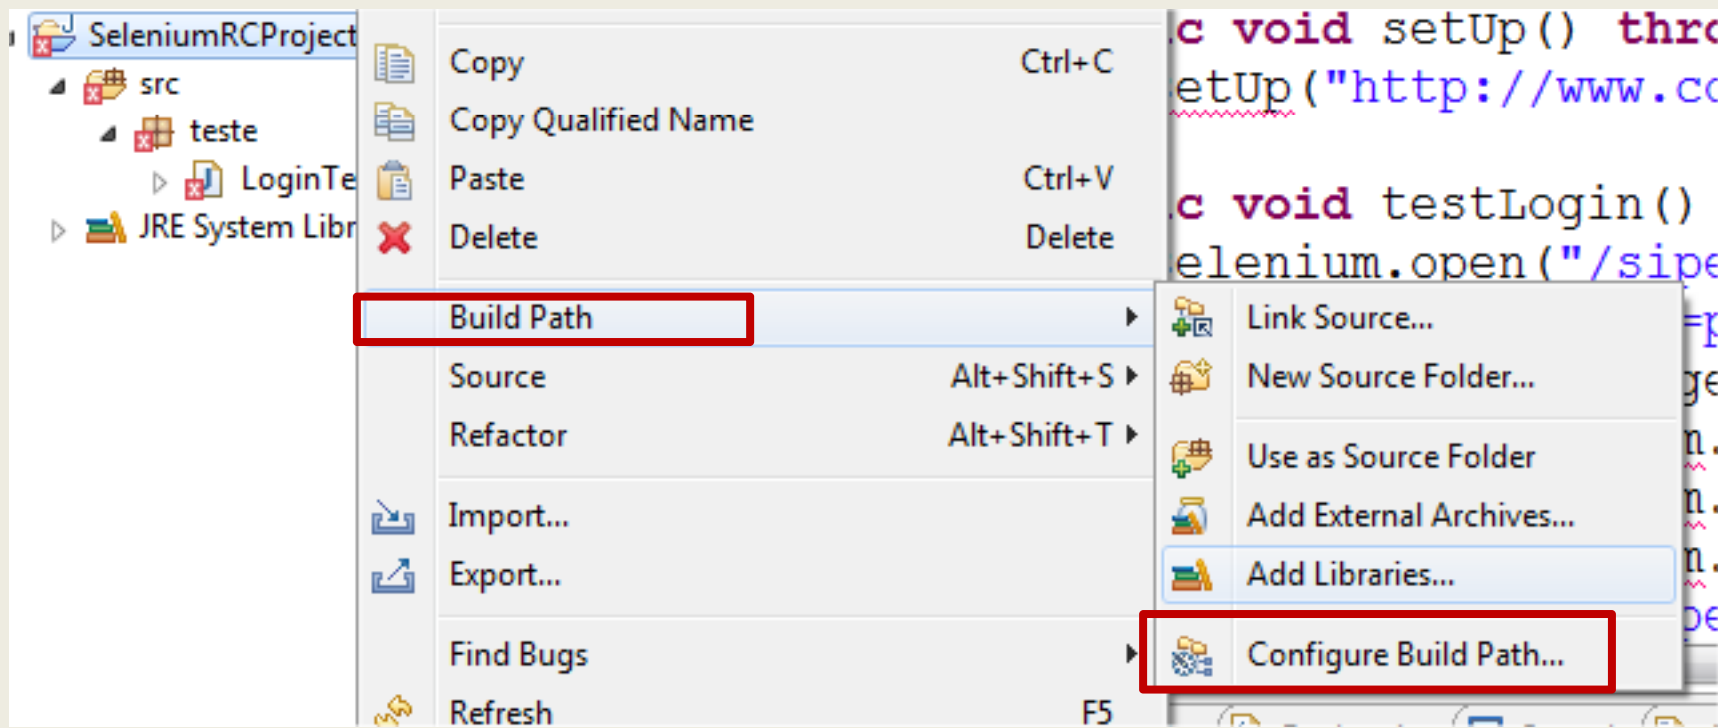 SeleniumRCProject
src
teste
LoginTe
JRE System Libr
Copy Ctrl+C
Copy Qualified Name
Paste Ctrl+V
Delete Delete
Build Path
Source Alt+Shift+S
Refactor Alt+Shift+T
Import...
Export...
Find Bugs
Refresh F5
Link Source...
New Source Folder...
Use as Source Folder
Add External Archives...
Add Libraries...
Configure Build Path...
c void setUp() thro
etUp("http://www.co
c void testLogin()
elenium.open("/sipe
=p
ge
m.
m.
m.
pe